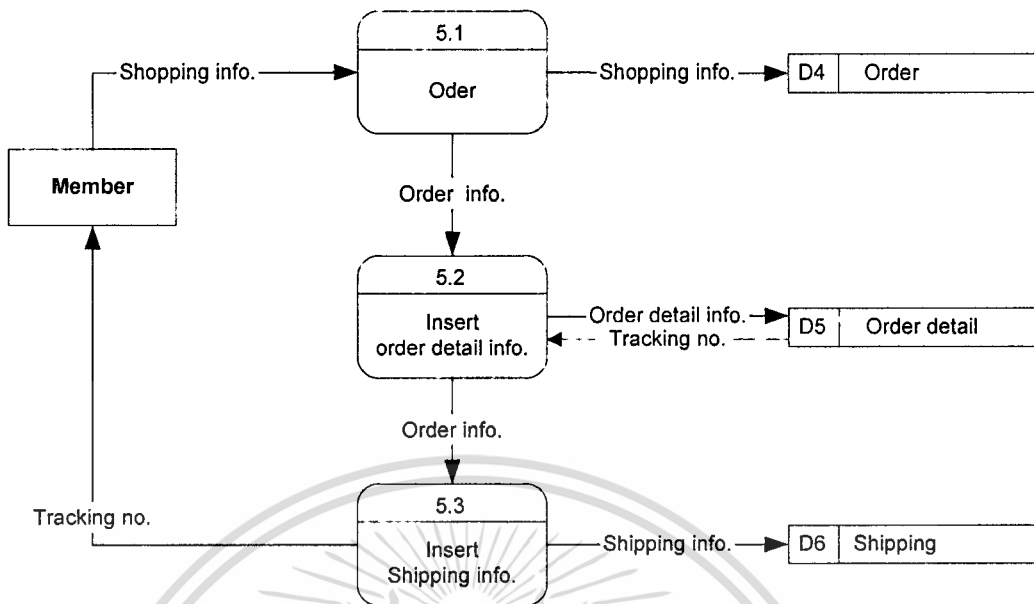 5.1
Shopping info.
Shopping info.
D4 Order
Oder
Member
Order info.
5.2
Insert
order detail info.
Order detail info.
Tracking no.
D5 Order detail
Order info.
5.3
Tracking no.
Insert
Shipping info.
Shipping info.
D6 Shipping